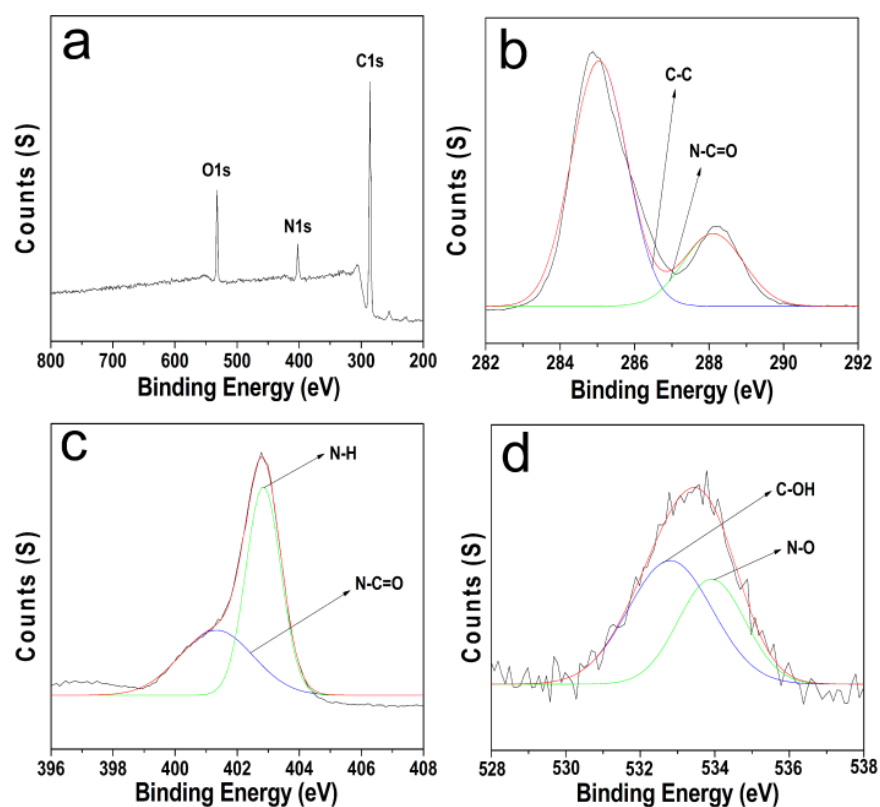 a
C1s
O1s
N1s
Counts (S)
800 700 600 500 400 300 200
Binding Energy (eV)
b
C-C
N-C=O
Counts (S)
282 284 286 288 290 292
Binding Energy (eV)
c
N-H
N-C=O
Counts (S)
396 398 400 402 404 406 408
Binding Energy (eV)
d
C-OH
N-O
Counts (S)
528 530 532 534 536 538
Binding Energy (eV)